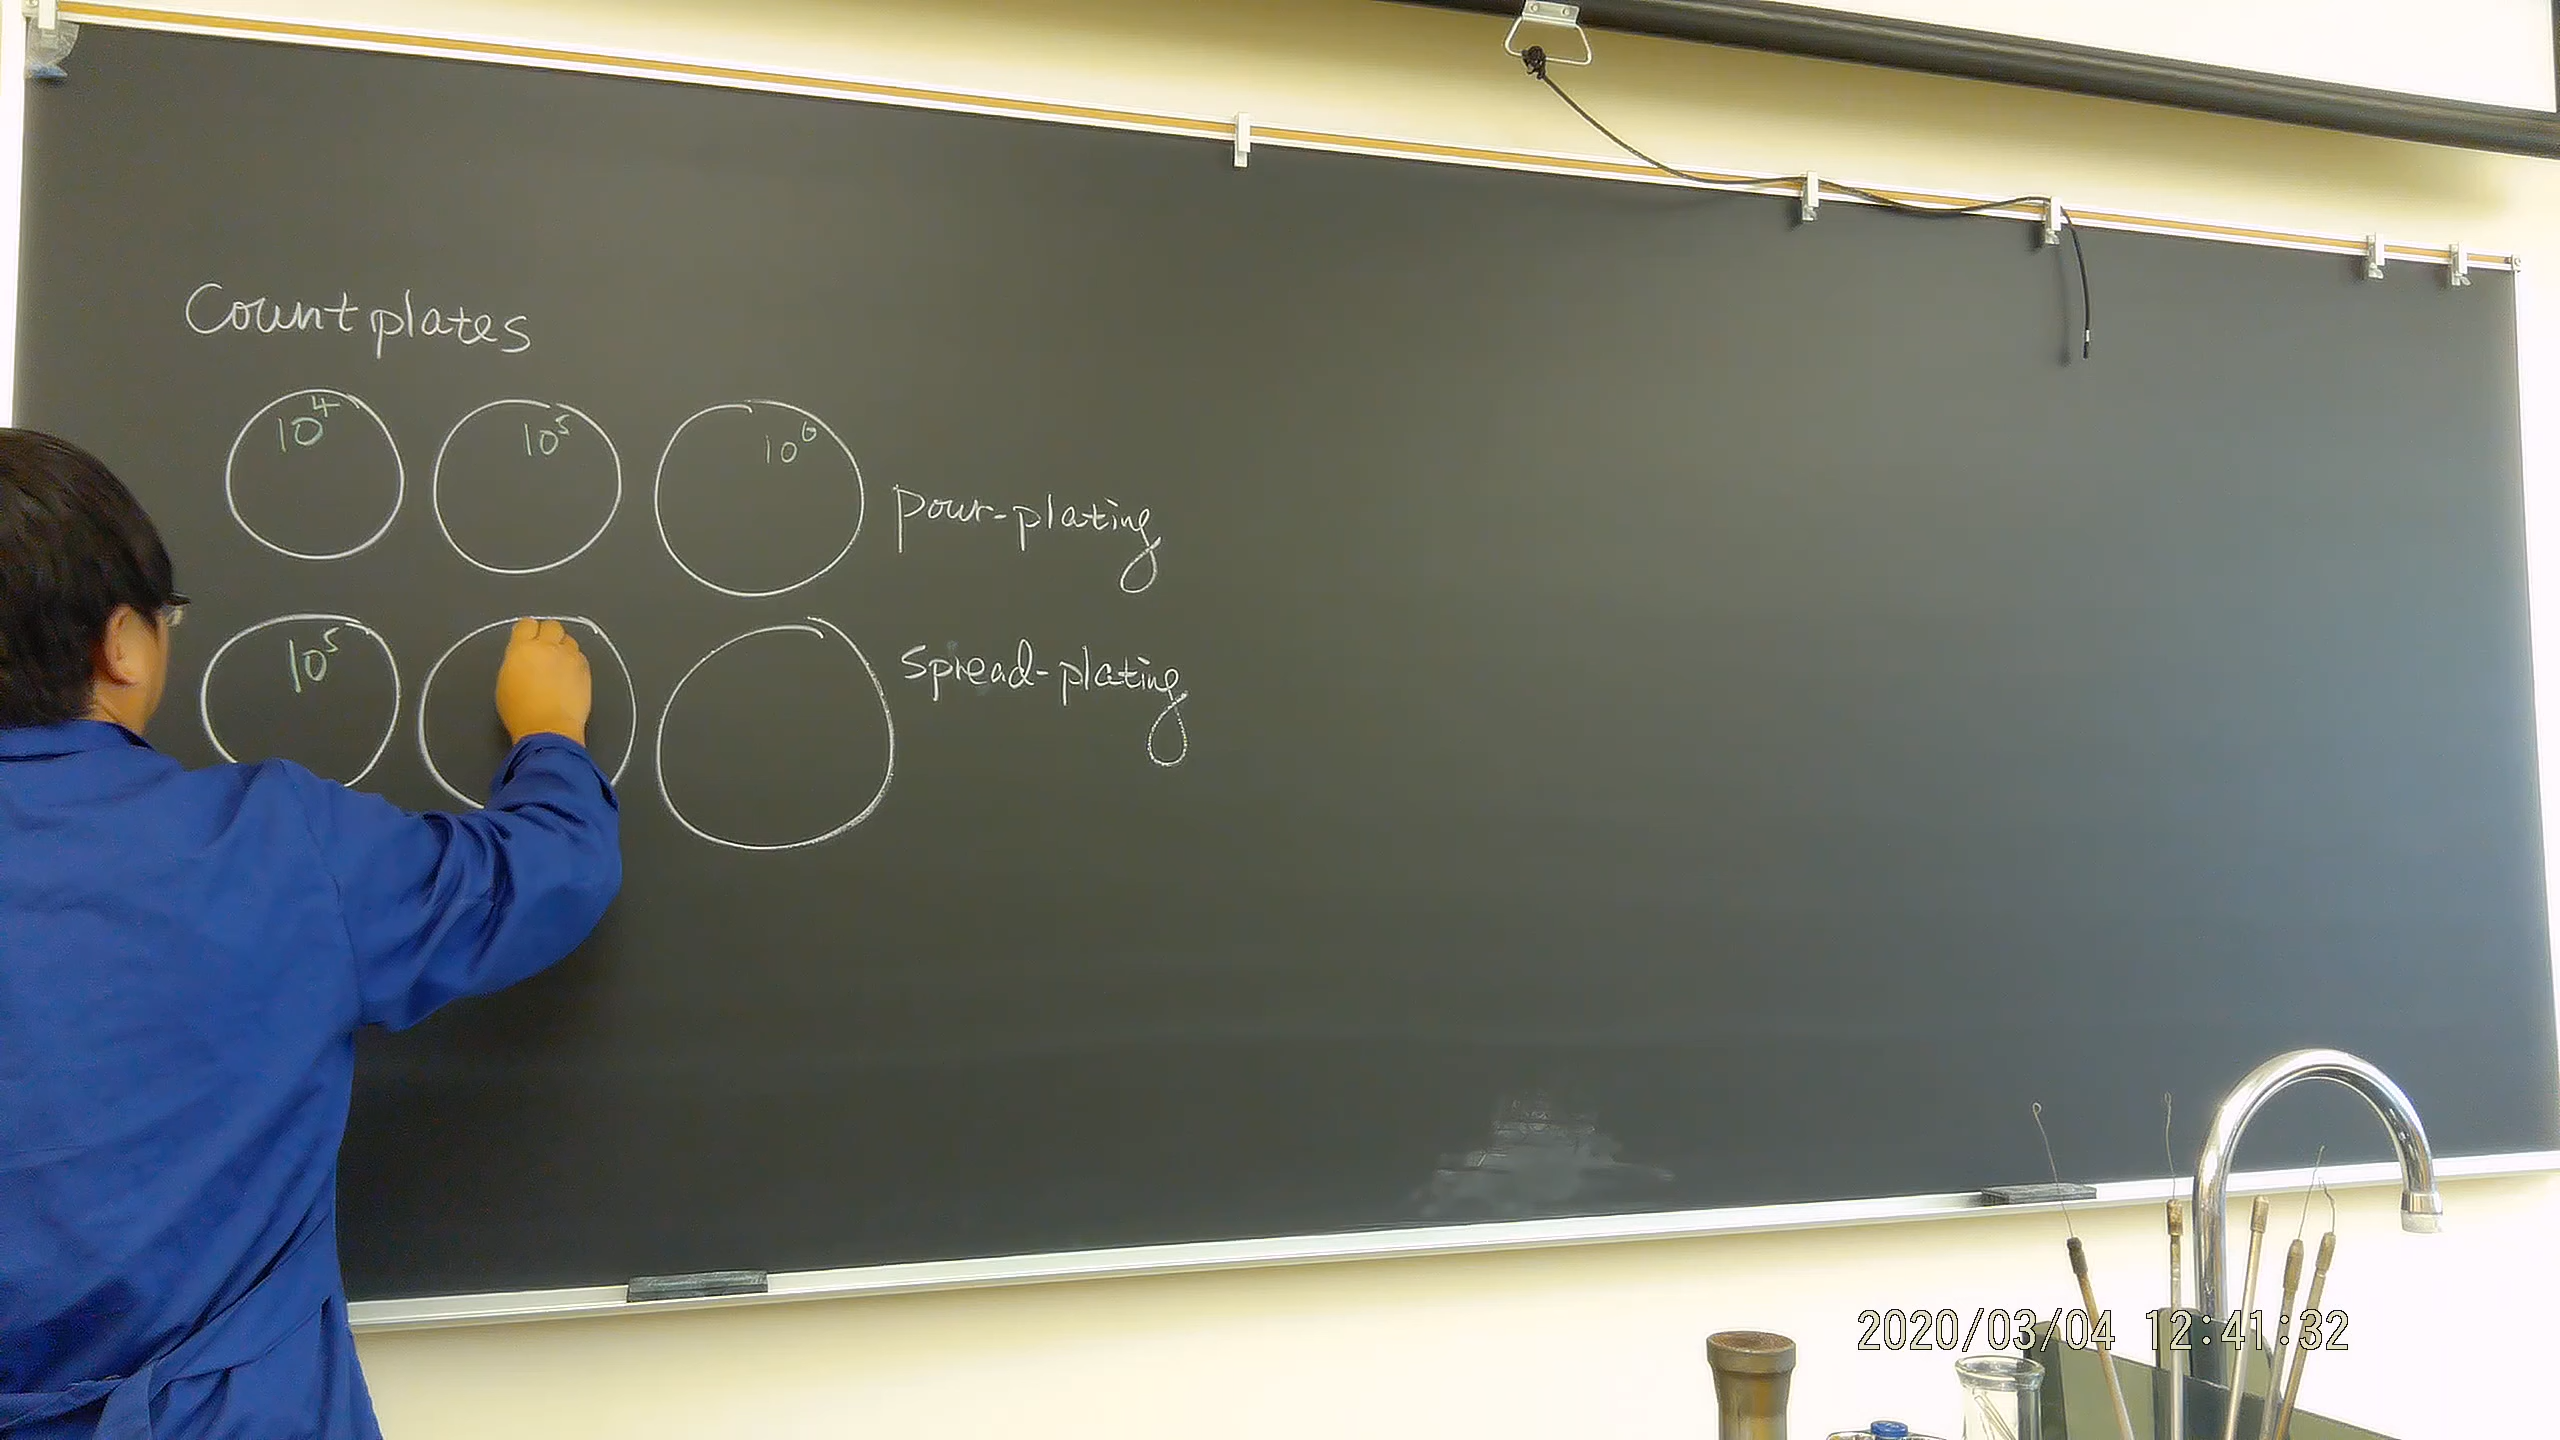 Count plates
10⁴ 10⁵ 10⁶
pour-plating
10⁵
spread-plating
2020/03/04 12:41:32